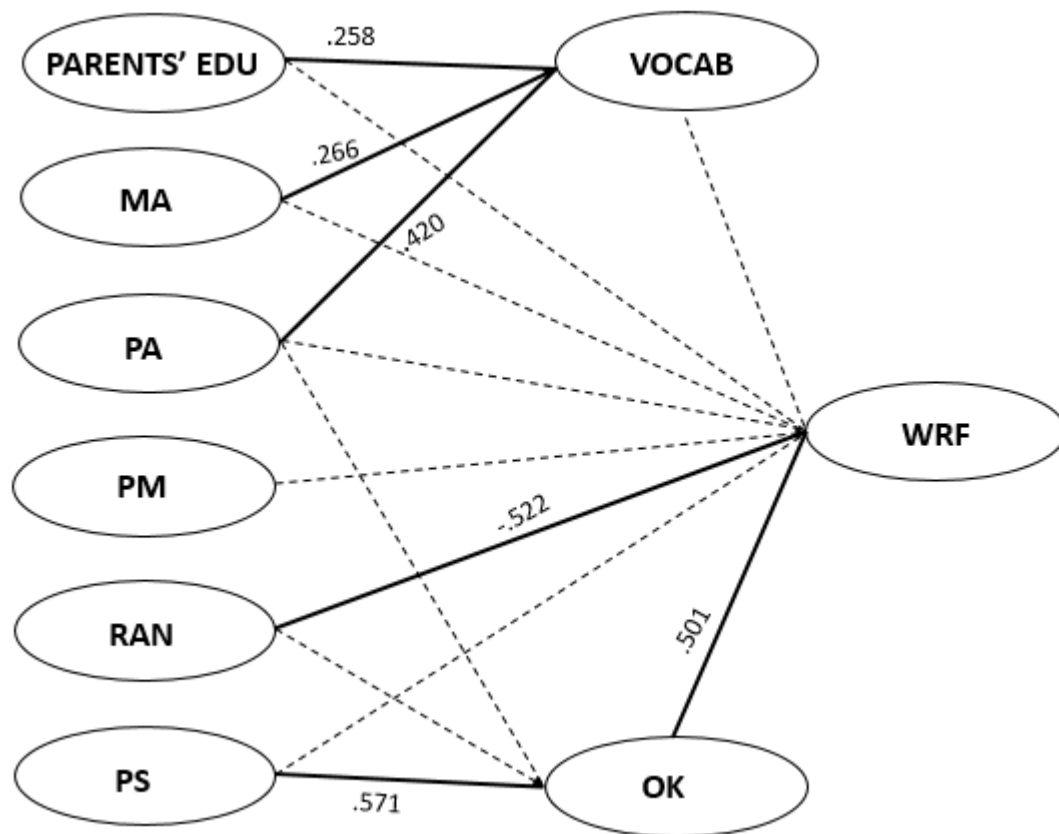 .258
PARENTS' EDU
VOCAB
.266
MA
.420
PA
WRF
PM
-.522
RAN
.501
PS
OK
.571